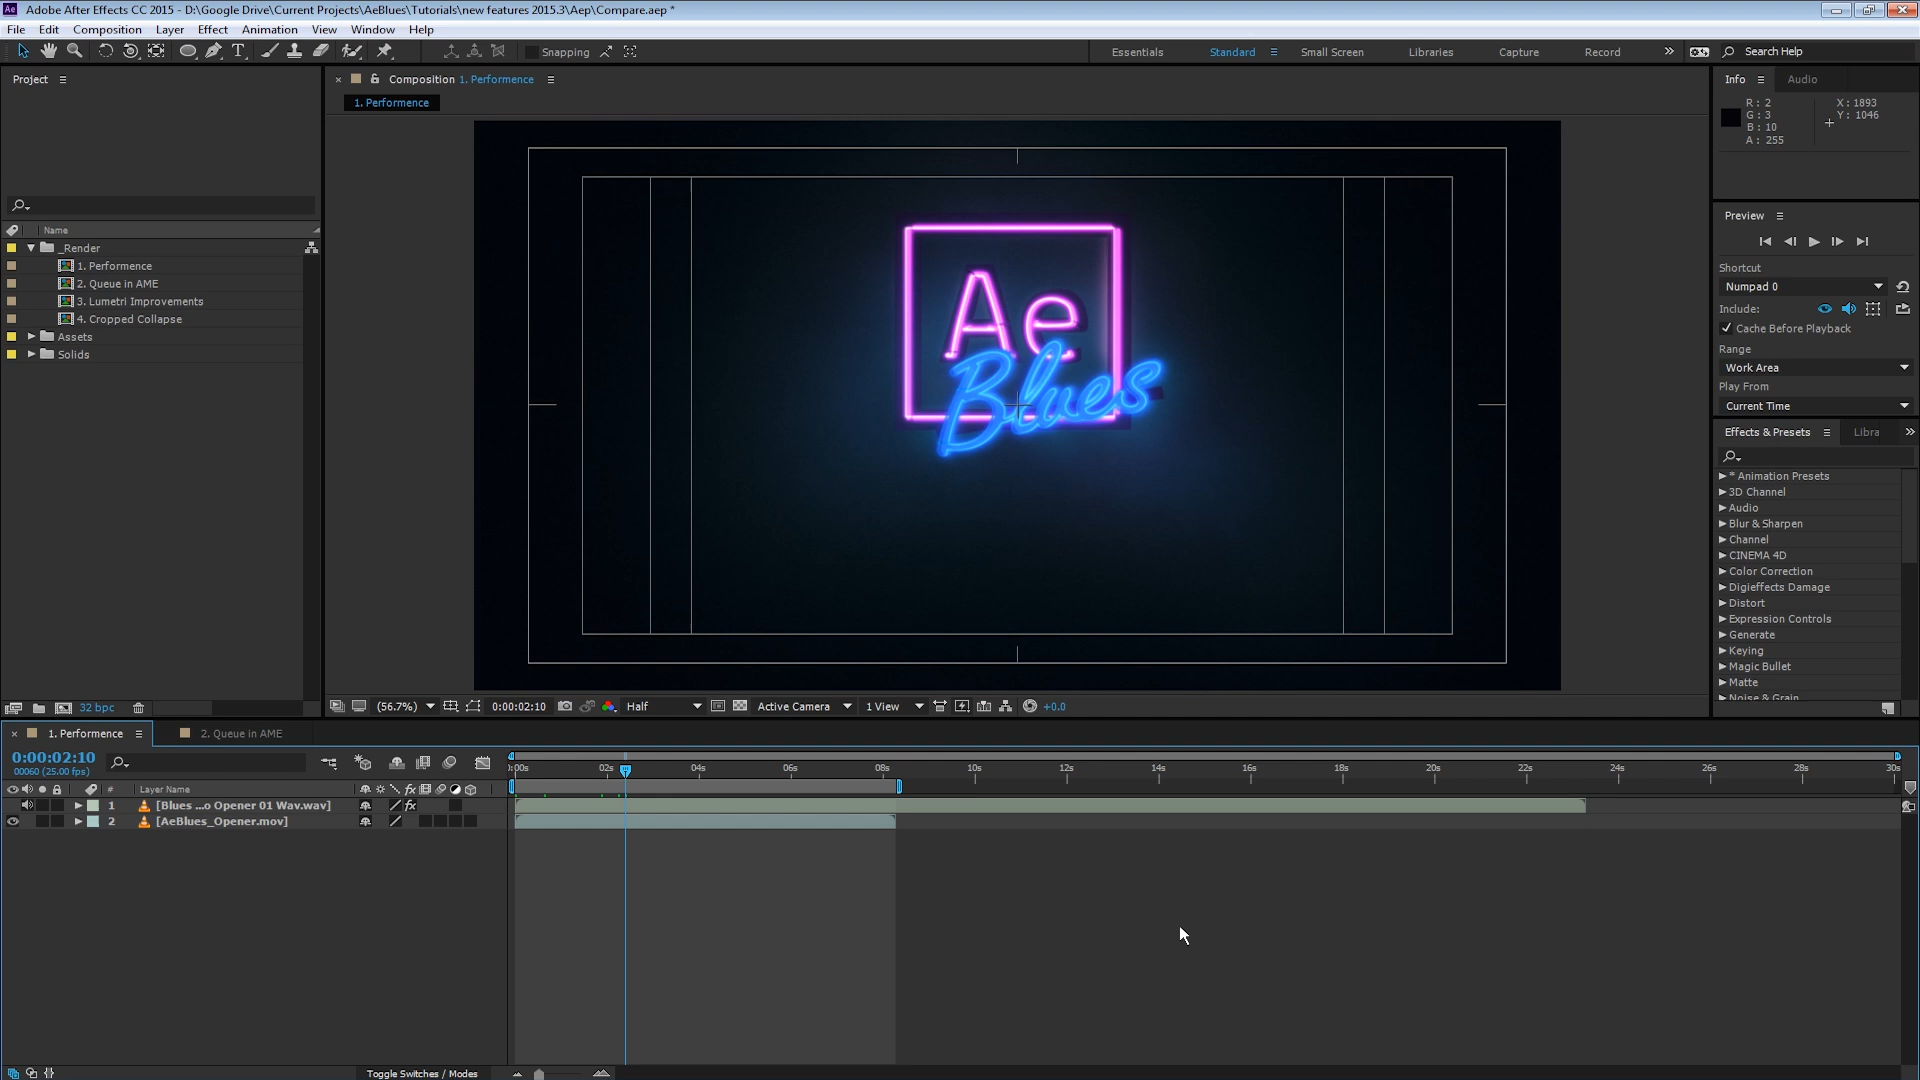 Ae Adobe After Effects CC 2015 - D:\Google Drive\Current Projects\AeBlues\Tutorials\new features 2015.3\Aep\Compare.aep *
File Edit Composition Layer Effect Animation View Window Help
Snapping Essentials Standard Small Screen Libraries Capture Record » Search Help
Project
Composition 1. Performence
1. Performence
Info Audio
R: 2 X: 1893
G: 3 Y: 1046
B: 10
A: 255
Ae
Blues
Name
_Render
1. Performence
2. Queue in AME
3. Lumetri Improvements
4. Cropped Collapse
Assets
Solids
Preview
Shortcut
Numpad 0
Include:
Cache Before Playback
Range
Work Area
Play From
Current Time
Effects & Presets Libra »
* Animation Presets
3D Channel
Audio
Blur & Sharpen
Channel
CINEMA 4D
Color Correction
Digieffects Damage
Distort
Expression Controls
Generate
Keying
Magic Bullet
Matte
Noise & Grain
32 bpc
(56.7%) 0:00:02:10 Half Active Camera 1 View +0.0
1. Performence 2. Queue in AME
0:00:02:10
00060 (25.00 fps)
):00s 02s 04s 06s 08s 10s 12s 14s 16s 18s 20s 22s 24s 26s 28s 30s
# Layer Name fx
1 [Blues ...o Opener 01 Wav.wav] fx
2 [AeBlues_Opener.mov]
Toggle Switches / Modes